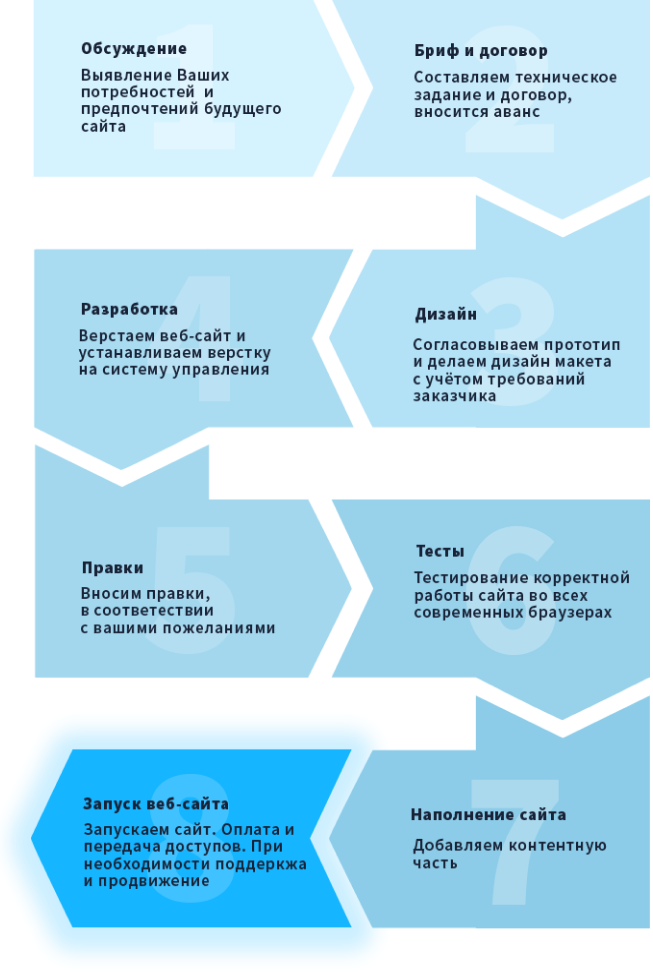 1
Обсуждение
Выявление Ваших
потребностей и
предпочтений будущего
сайта
2
Бриф и договор
Составляем техническое
задание и договор,
вносится аванс
3
Дизайн
Согласовываем прототип
и делаем дизайн макета
с учётом требований
заказчика
4
Разработка
Верстаем веб-сайт и
устанавливаем верстку
на систему управления
5
Правки
Вносим правки,
в соответествии
с вашими пожеланиями
6
Тесты
Тестирование корректной
работы сайта во всех
современных браузерах
7
Наполнение сайта
Добавляем контентную
часть
8
Запуск веб-сайта
Запускаем сайт. Оплата и
передача доступов. При
необходимости поддеркжа
и продвижение